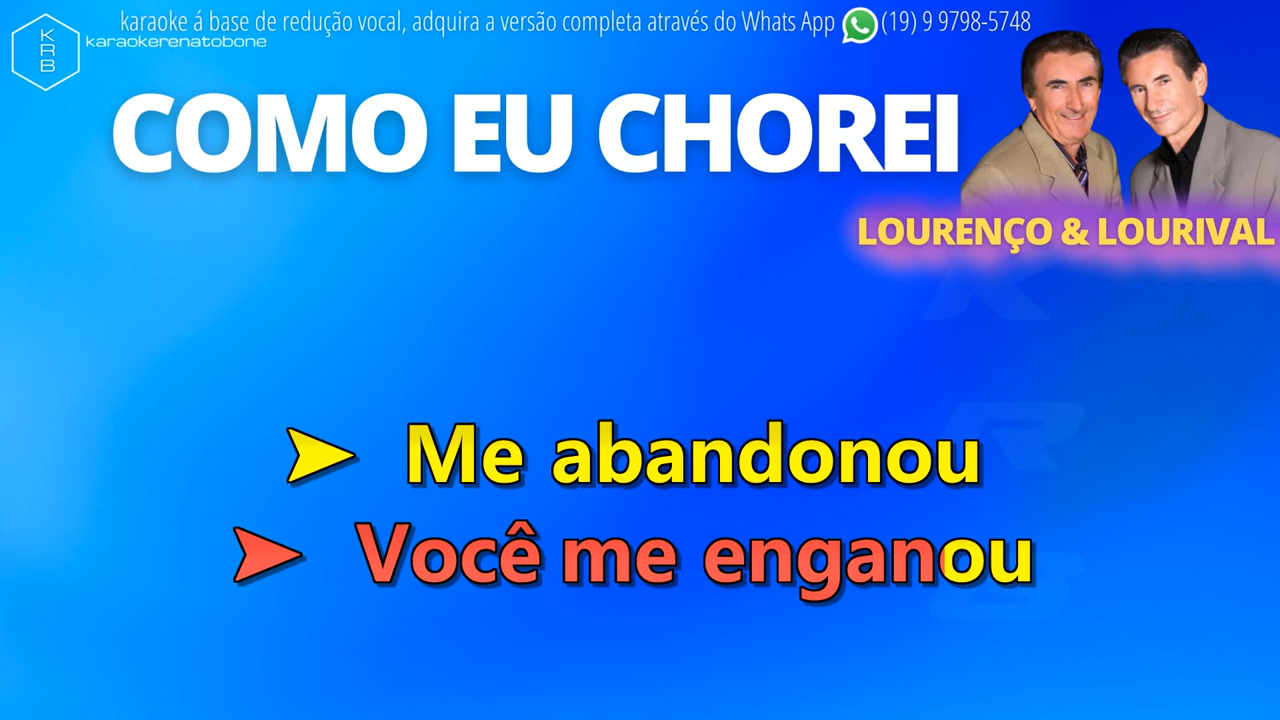 karaoke á base de redução vocal, adquira a versão completa através do Whats App (19) 9 9798-5748
KRB
karaokerenatobone
COMO EU CHOREI
LOURENÇO & LOURIVAL
K
R
B
➤ Me abandonou
➤ Você me enganou